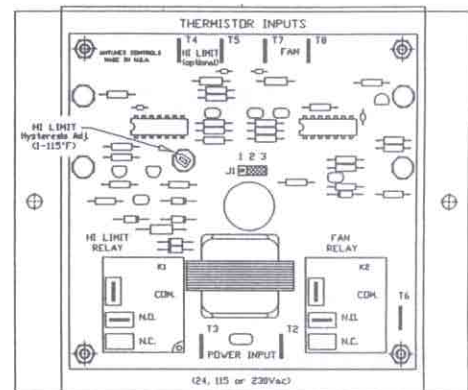 THERMISTOR INPUTS
T4 T5 T7 T8
ANTUNES CONTROLS
MADE IN U.S.A.
HI LIMIT
(optional)
FAN
HI LIMIT
Hysteresis Adj.
(1-115°F)
1 2 3
J1
HI LIMIT
RELAY
FAN
RELAY
K1
K2
COM.
COM.
T6
N.O.
N.O.
N.C.
N.C.
T3
T2
POWER INPUT
(24, 115 or 230Vac)